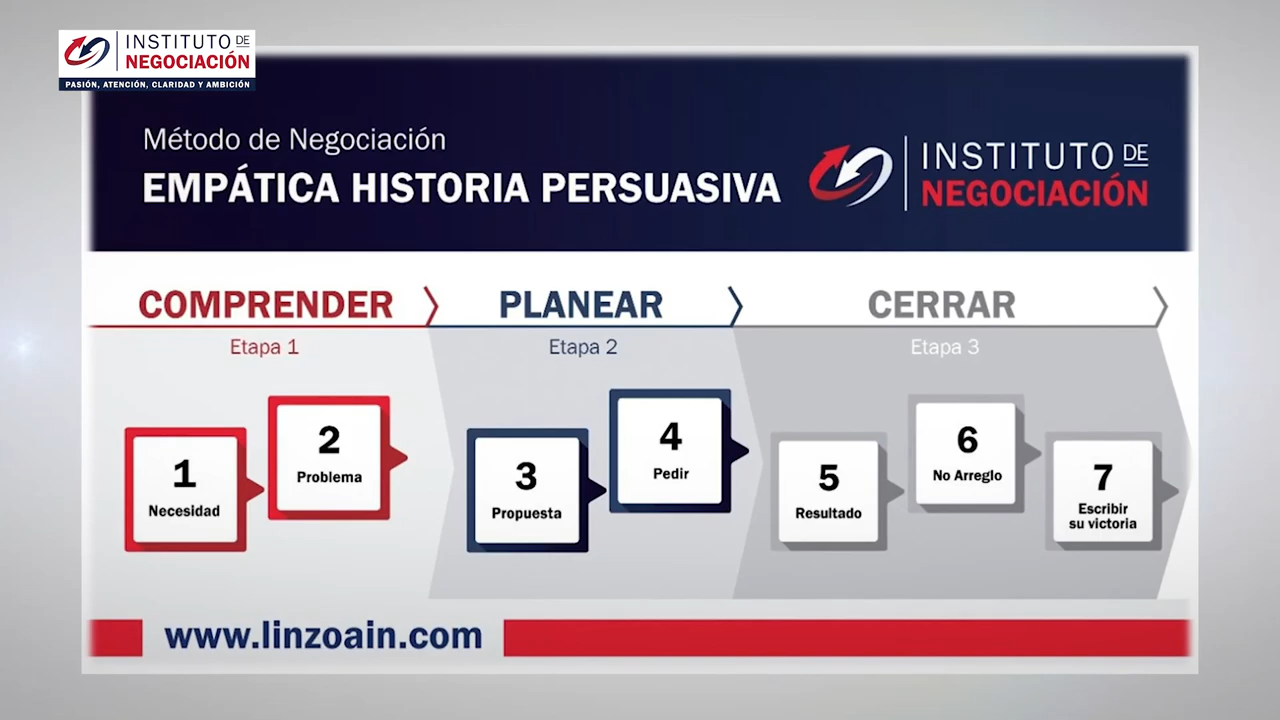 INSTITUTO DE
NEGOCIACIÓN
PASIÓN, ATENCIÓN, CLARIDAD Y AMBICIÓN
Método de Negociación
EMPÁTICA HISTORIA PERSUASIVA
INSTITUTO DE
NEGOCIACIÓN
COMPRENDER
PLANEAR
CERRAR
Etapa 1
Etapa 2
Etapa 3
1
Necesidad
2
Problema
3
Propuesta
4
Pedir
5
Resultado
6
No Arreglo
7
Escribir
su victoria
www.linzoain.com